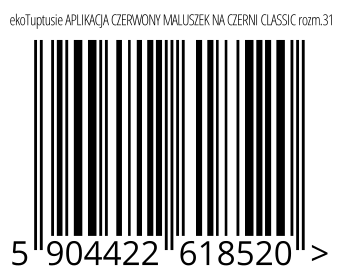 ekoTuptusie APLIKACJA CZERWONY MALUSZEK NA CZERNI CLASSIC rozm.31
5 904422 618520 >